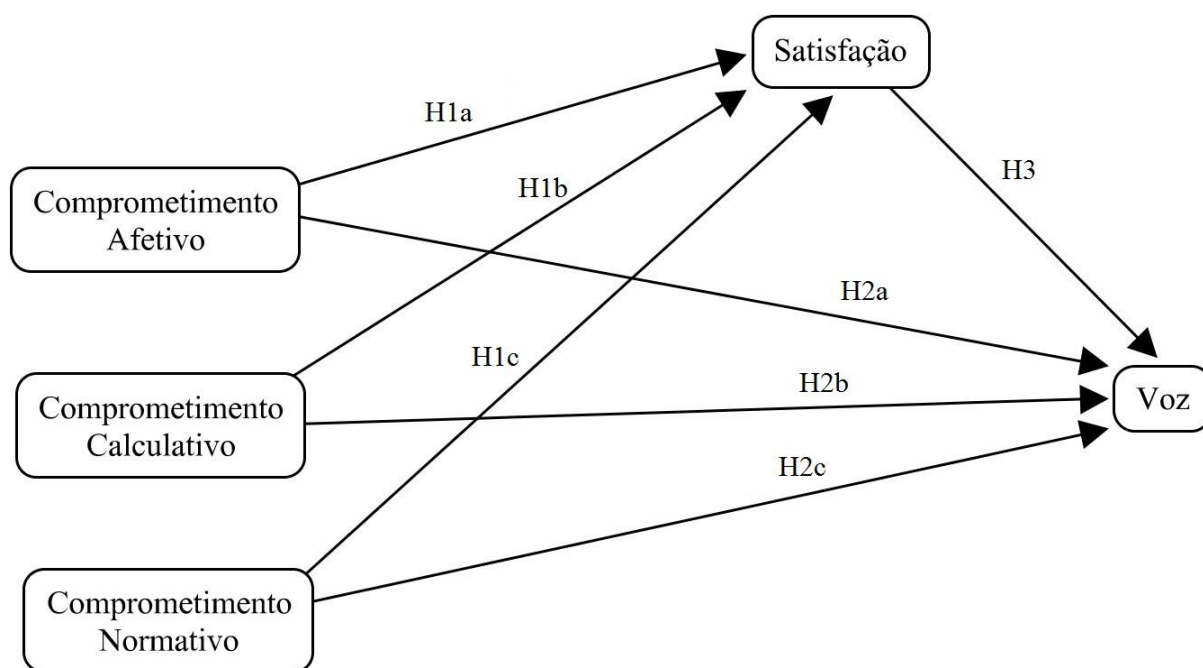 Satisfação
H1a
H3
H1b
Comprometimento
Afetivo
H2a
H1c
H2b
Voz
Comprometimento
Calculativo
H2c
Comprometimento
Normativo